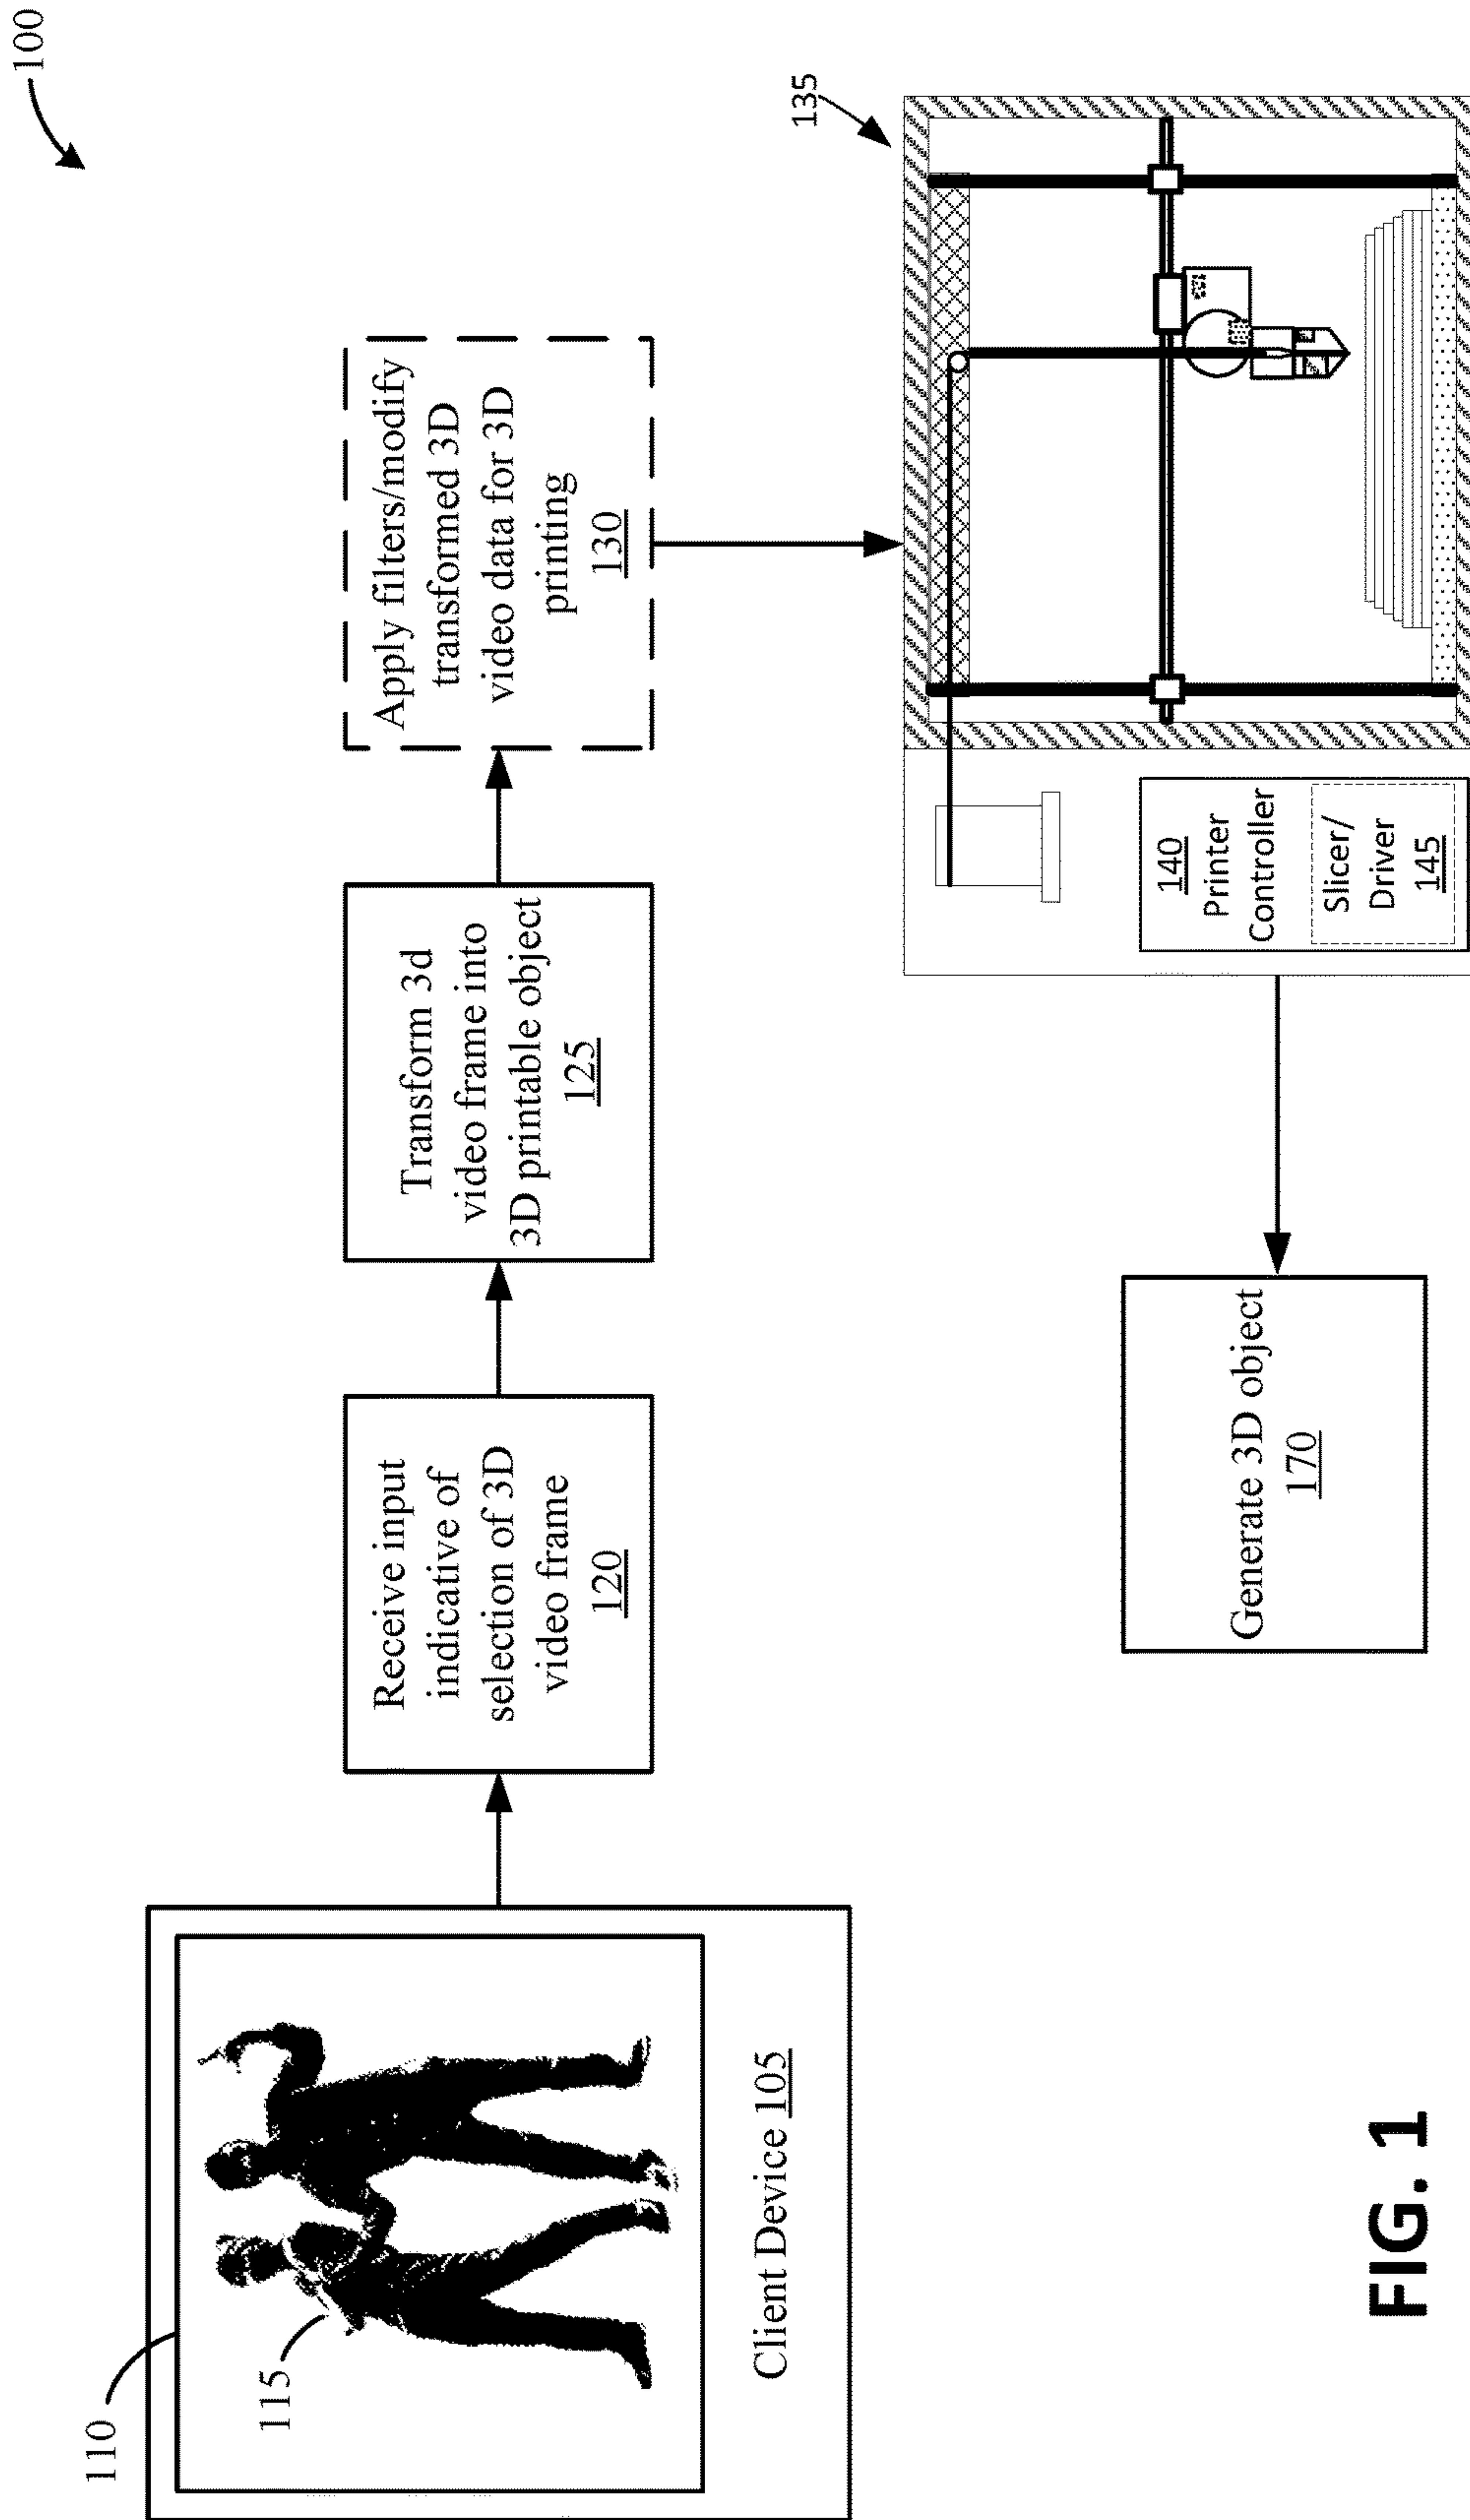 100
110
115
Client Device 105
Receive input
indicative of
selection of 3D
video frame
120
Transform 3d
video frame into
3D printable object
125
Apply filters/modify
transformed 3D
video data for 3D
printing
130
135
140
Printer
Controller
Slicer/
Driver
145
Generate 3D object
170
FIG. 1